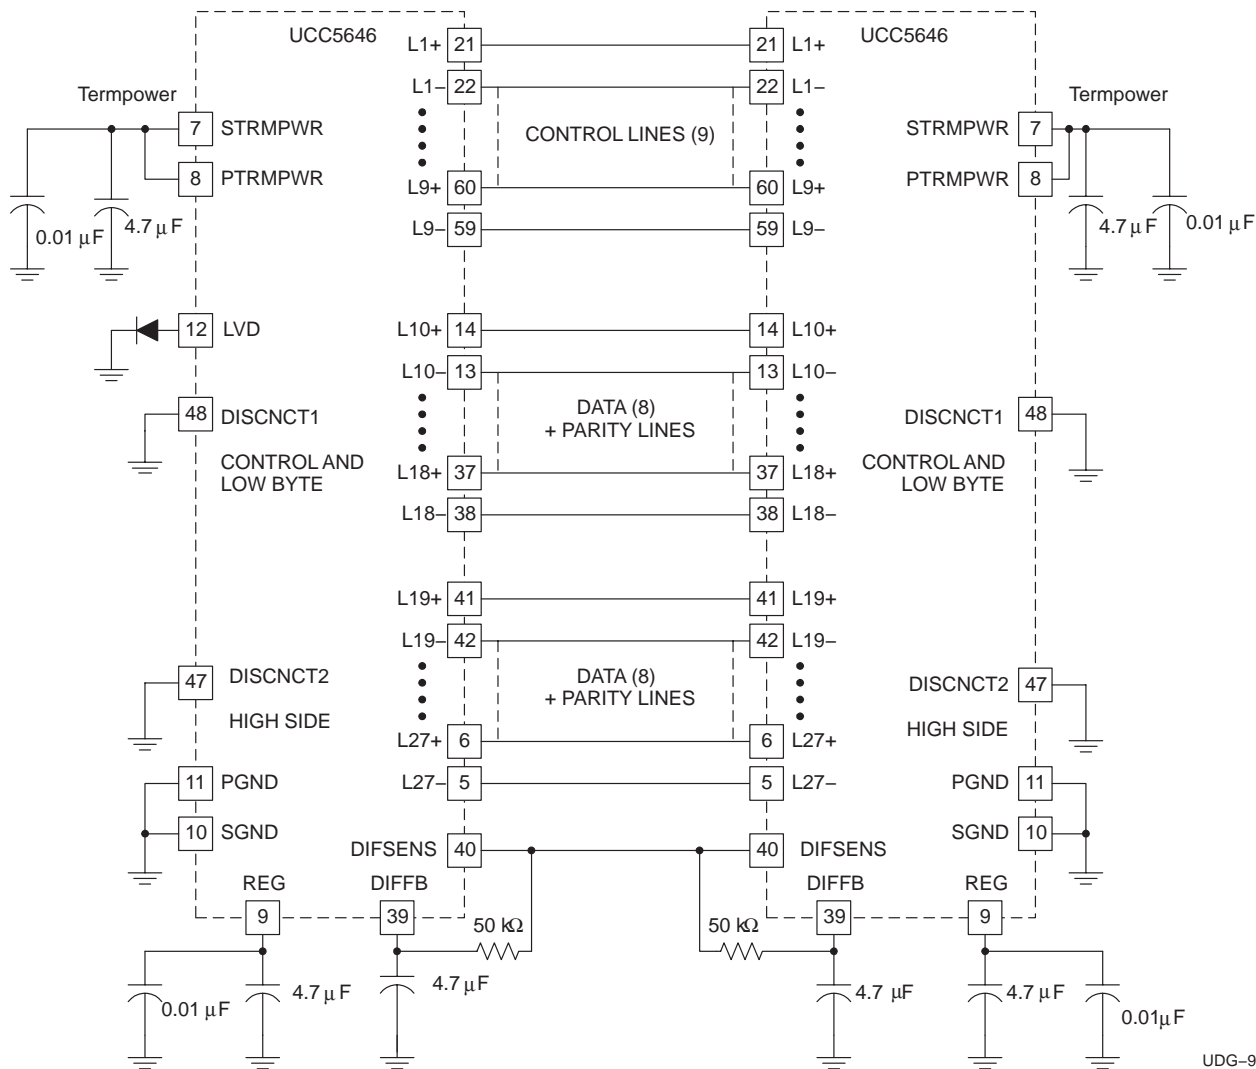 UCC5646
UCC5646
L1+ 21
21 L1+
L1– 22
22 L1–
Termpower
Termpower
7 STRMPWR
CONTROL LINES (9)
STRMPWR 7
8 PTRMPWR
L9+ 60
60 L9+
PTRMPWR 8
0.01 μF
4.7 μF
L9– 59
59 L9–
4.7 μF
0.01 μF
12 LVD
L10+ 14
14 L10+
L10– 13
13 L10–
48 DISCNCT1
DATA (8)
+ PARITY LINES
DISCNCT1 48
CONTROL AND
LOW BYTE
L18+ 37
37 L18+
CONTROL AND
LOW BYTE
L18– 38
38 L18–
L19+ 41
41 L19+
L19– 42
42 L19–
47 DISCNCT2
DATA (8)
+ PARITY LINES
DISCNCT2 47
HIGH SIDE
HIGH SIDE
L27+ 6
6 L27+
11 PGND
L27– 5
5 L27–
PGND 11
10 SGND
SGND 10
DIFSENS 40
40 DIFSENS
REG
DIFFB
DIFFB
REG
9
39
50 kΩ
50 kΩ
39
9
0.01 μF
4.7 μF
4.7 μF
4.7 μF
4.7 μF
0.01μF
UDG–9